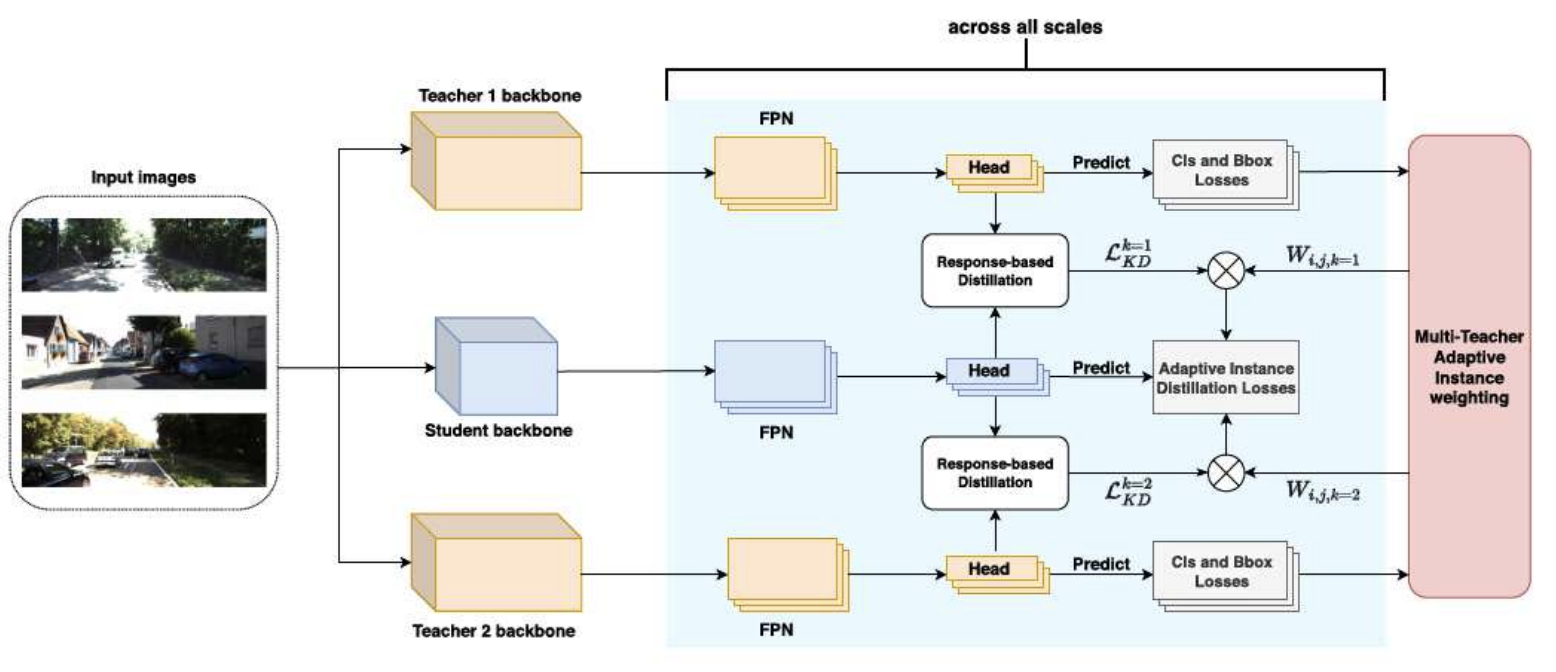 across all scales
Teacher 1 backbone
FPN
Input images
Head
Predict
Cls and Bbox
Losses
Response-based
Distillation
$\mathcal{L}_{KD}^{k=1}$
$W_{i,j,k=1}$
Multi-Teacher
Adaptive
Instance
weighting
Head
Predict
Adaptive Instance
Distillation Losses
Student backbone
FPN
Response-based
Distillation
$\mathcal{L}_{KD}^{k=2}$
$W_{i,j,k=2}$
Head
Predict
Cls and Bbox
Losses
Teacher 2 backbone
FPN